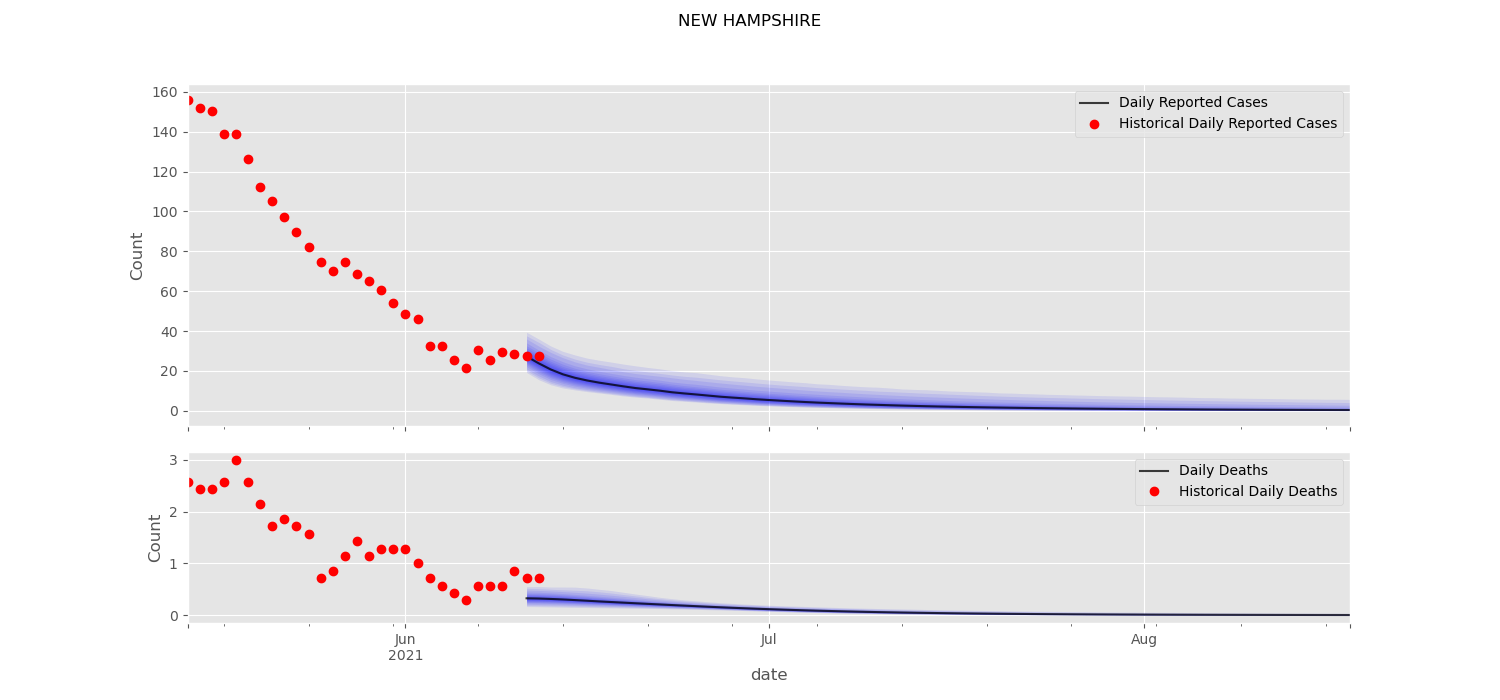 NEW HAMPSHIRE
160
140
120
100
80
60
40
20
0
Count
Daily Reported Cases
Historical Daily Reported Cases
3
2
1
0
Count
Daily Deaths
Historical Daily Deaths
Jun
2021
Jul
Aug
date